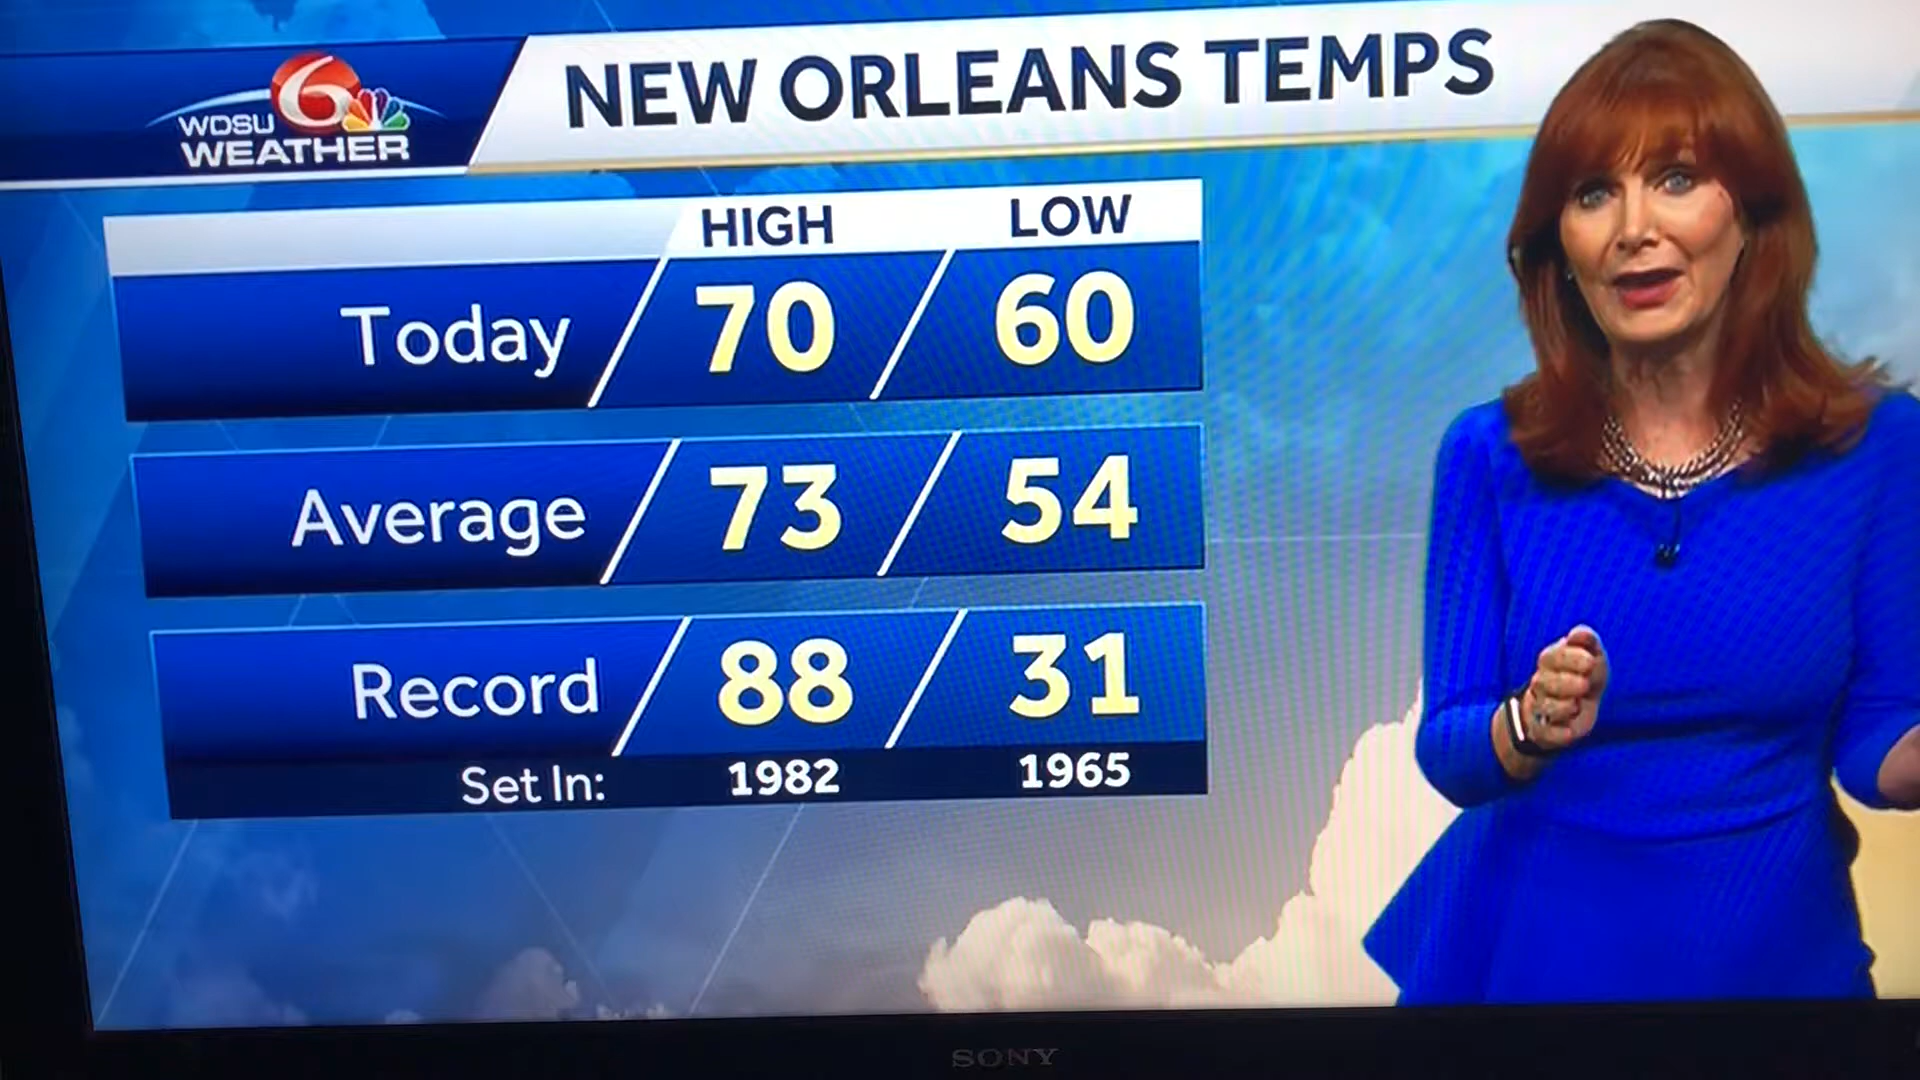 NEW ORLEANS TEMPS
6
WDSU
WEATHER
HIGH LOW
Today 70 60
Average 73 54
Record 88 31
Set In: 1982 1965
SONY